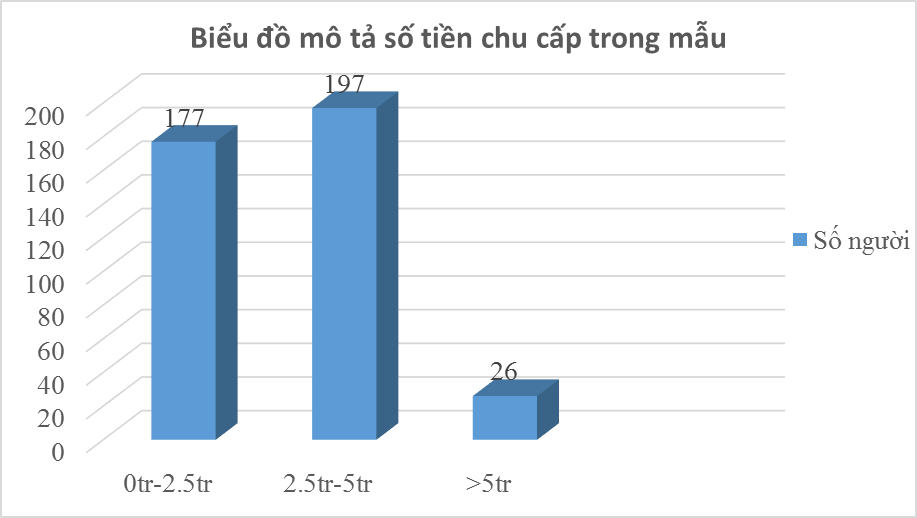 Biểu đồ mô tả số tiền chu cấp trong mẫu
200
180
160
140
120
100
80
60
40
20
0
177
197
26
0tr-2.5tr
2.5tr-5tr
>5tr
Số người